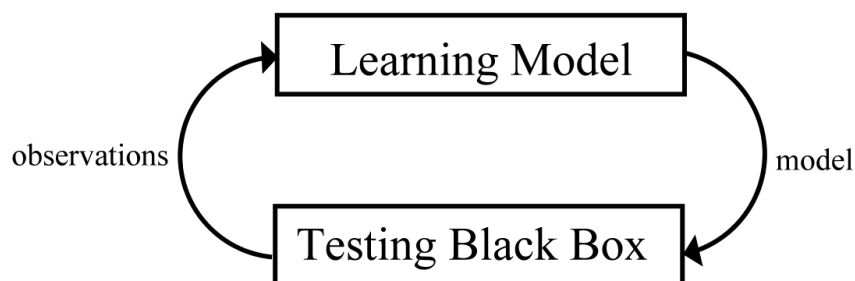 Learning Model
observations
model
Testing Black Box